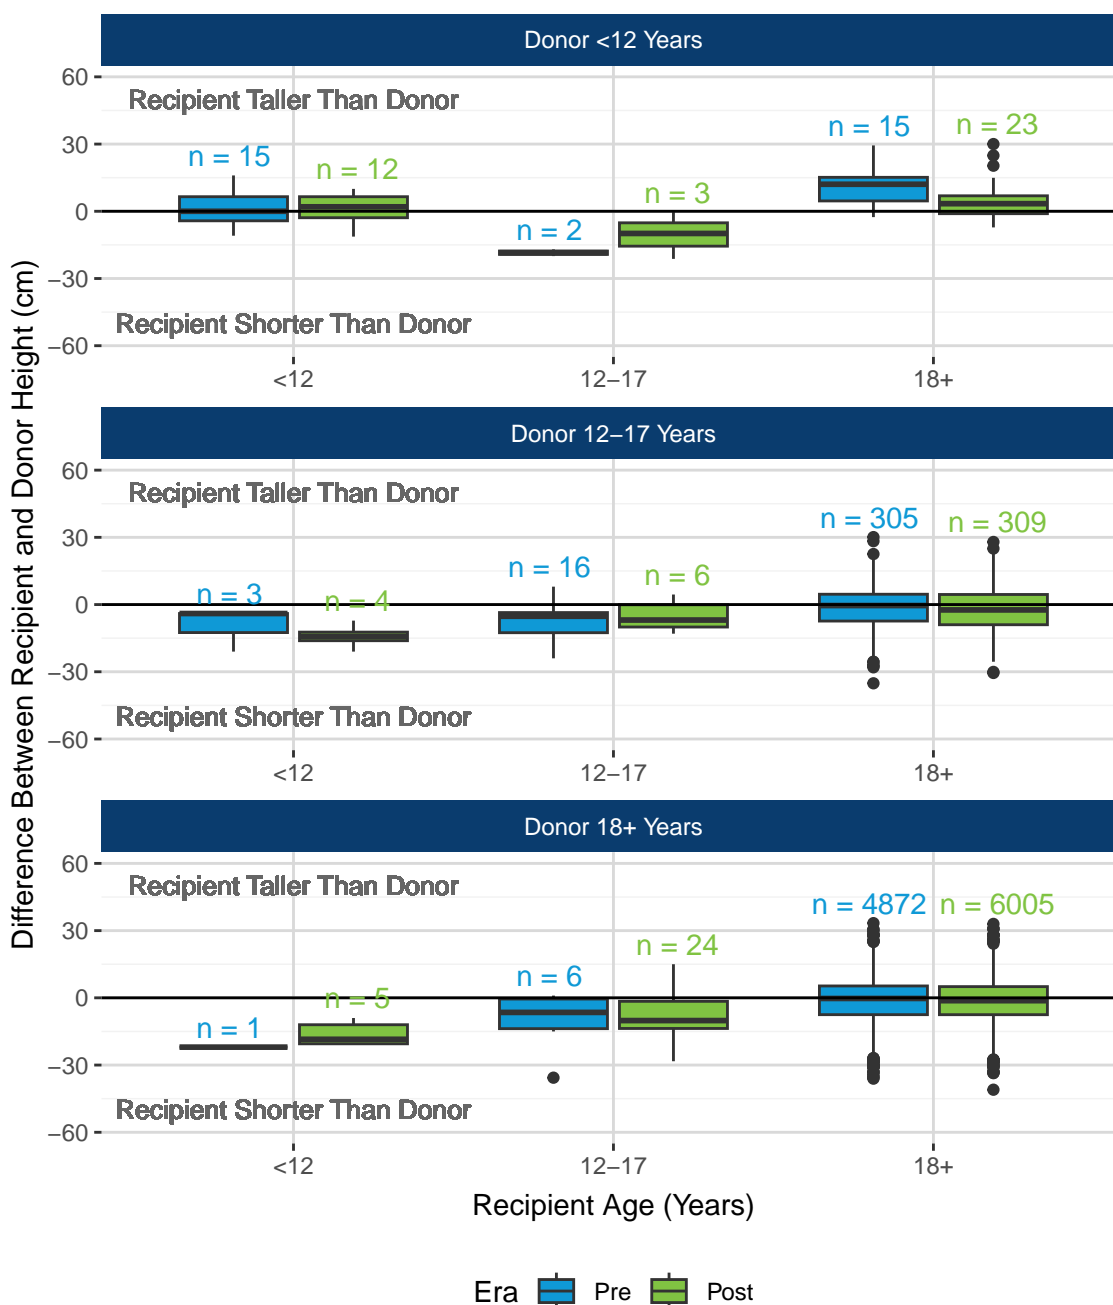 Donor <12 Years
60
Recipient Taller Than Donor
n = 15
n = 23
30
n = 15
n = 12
n = 3
0
n = 2
−30
Recipient Shorter Than Donor
−60
<12
12−17
18+
Donor 12−17 Years
60
Recipient Taller Than Donor
n = 305
n = 309
30
n = 16
n = 6
n = 3
n = 4
0
−30
Recipient Shorter Than Donor
−60
<12
12−17
18+
Donor 18+ Years
60
Recipient Taller Than Donor
n = 4872
n = 6005
30
n = 24
n = 6
n = 5
0
n = 1
−30
Recipient Shorter Than Donor
−60
<12
12−17
18+
Difference Between Recipient and Donor Height (cm)
Recipient Age (Years)
Era
Pre
Post